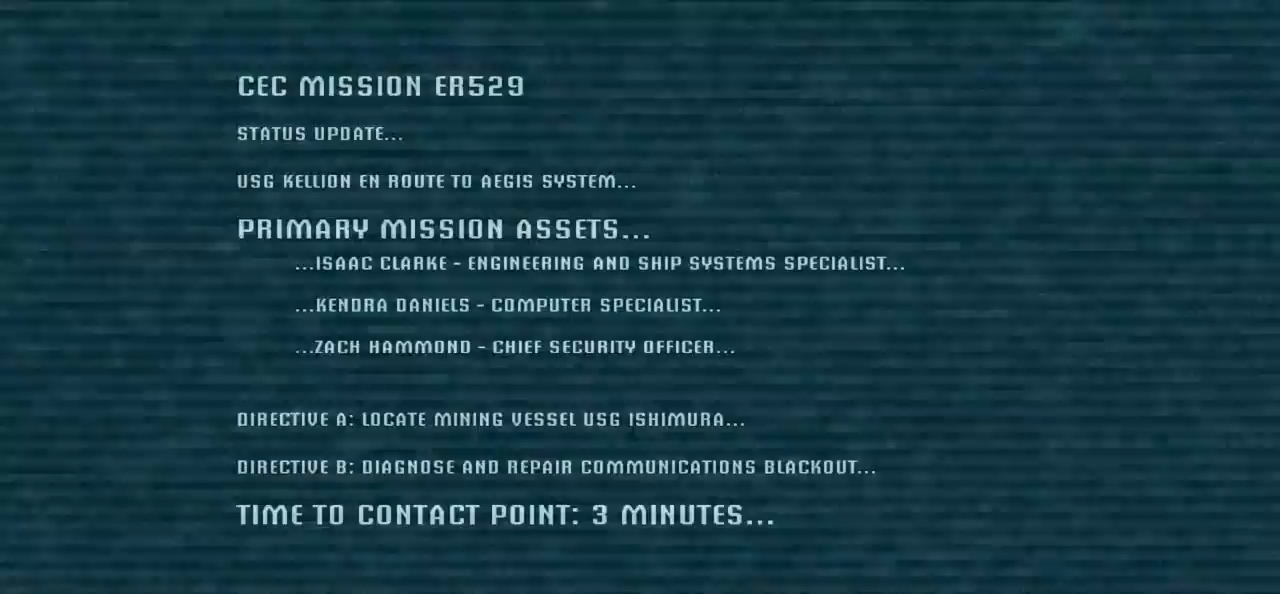 CEC MISSION ER529
STATUS UPDATE...
USG KELLION EN ROUTE TO AEGIS SYSTEM...
PRIMARY MISSION ASSETS...
...ISAAC CLARKE - ENGINEERING AND SHIP SYSTEMS SPECIALIST...
...KENDRA DANIELS - COMPUTER SPECIALIST...
...ZACH HAMMOND - CHIEF SECURITY OFFICER...
DIRECTIVE A: LOCATE MINING VESSEL USG ISHIMURA...
DIRECTIVE B: DIAGNOSE AND REPAIR COMMUNICATIONS BLACKOUT...
TIME TO CONTACT POINT: 3 MINUTES...